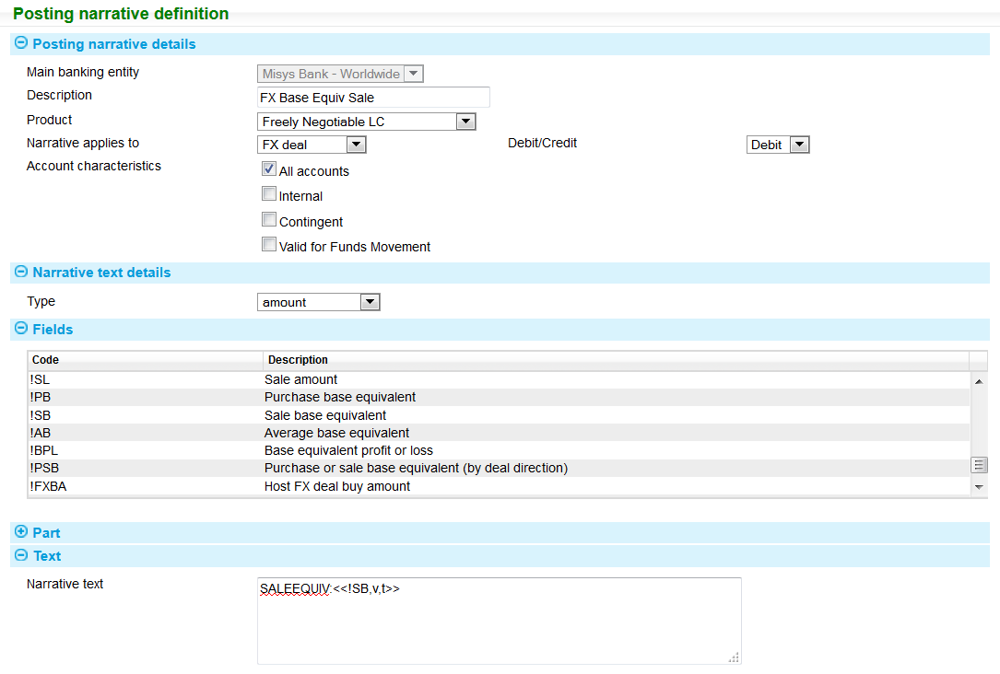 Posting narrative definition
Posting narrative details
Main banking entity Misys Bank - Worldwide
Description FX Base Equiv Sale
Product Freely Negotiable LC
Narrative applies to FX deal Debit/Credit Debit
Account characteristics All accounts
Internal
Contingent
Valid for Funds Movement
Narrative text details
Type amount
Fields
Code Description
!SL Sale amount
!PB Purchase base equivalent
!SB Sale base equivalent
!AB Average base equivalent
!BPL Base equivalent profit or loss
!PSB Purchase or sale base equivalent (by deal direction)
!FXBA Host FX deal buy amount
Part
Text
Narrative text SALEEQUIV:<<!SB,v,t>>